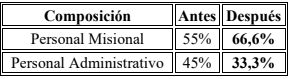 Composición Antes Después
Personal Misional 55% 66,6%
Personal Administrativo 45% 33,3%